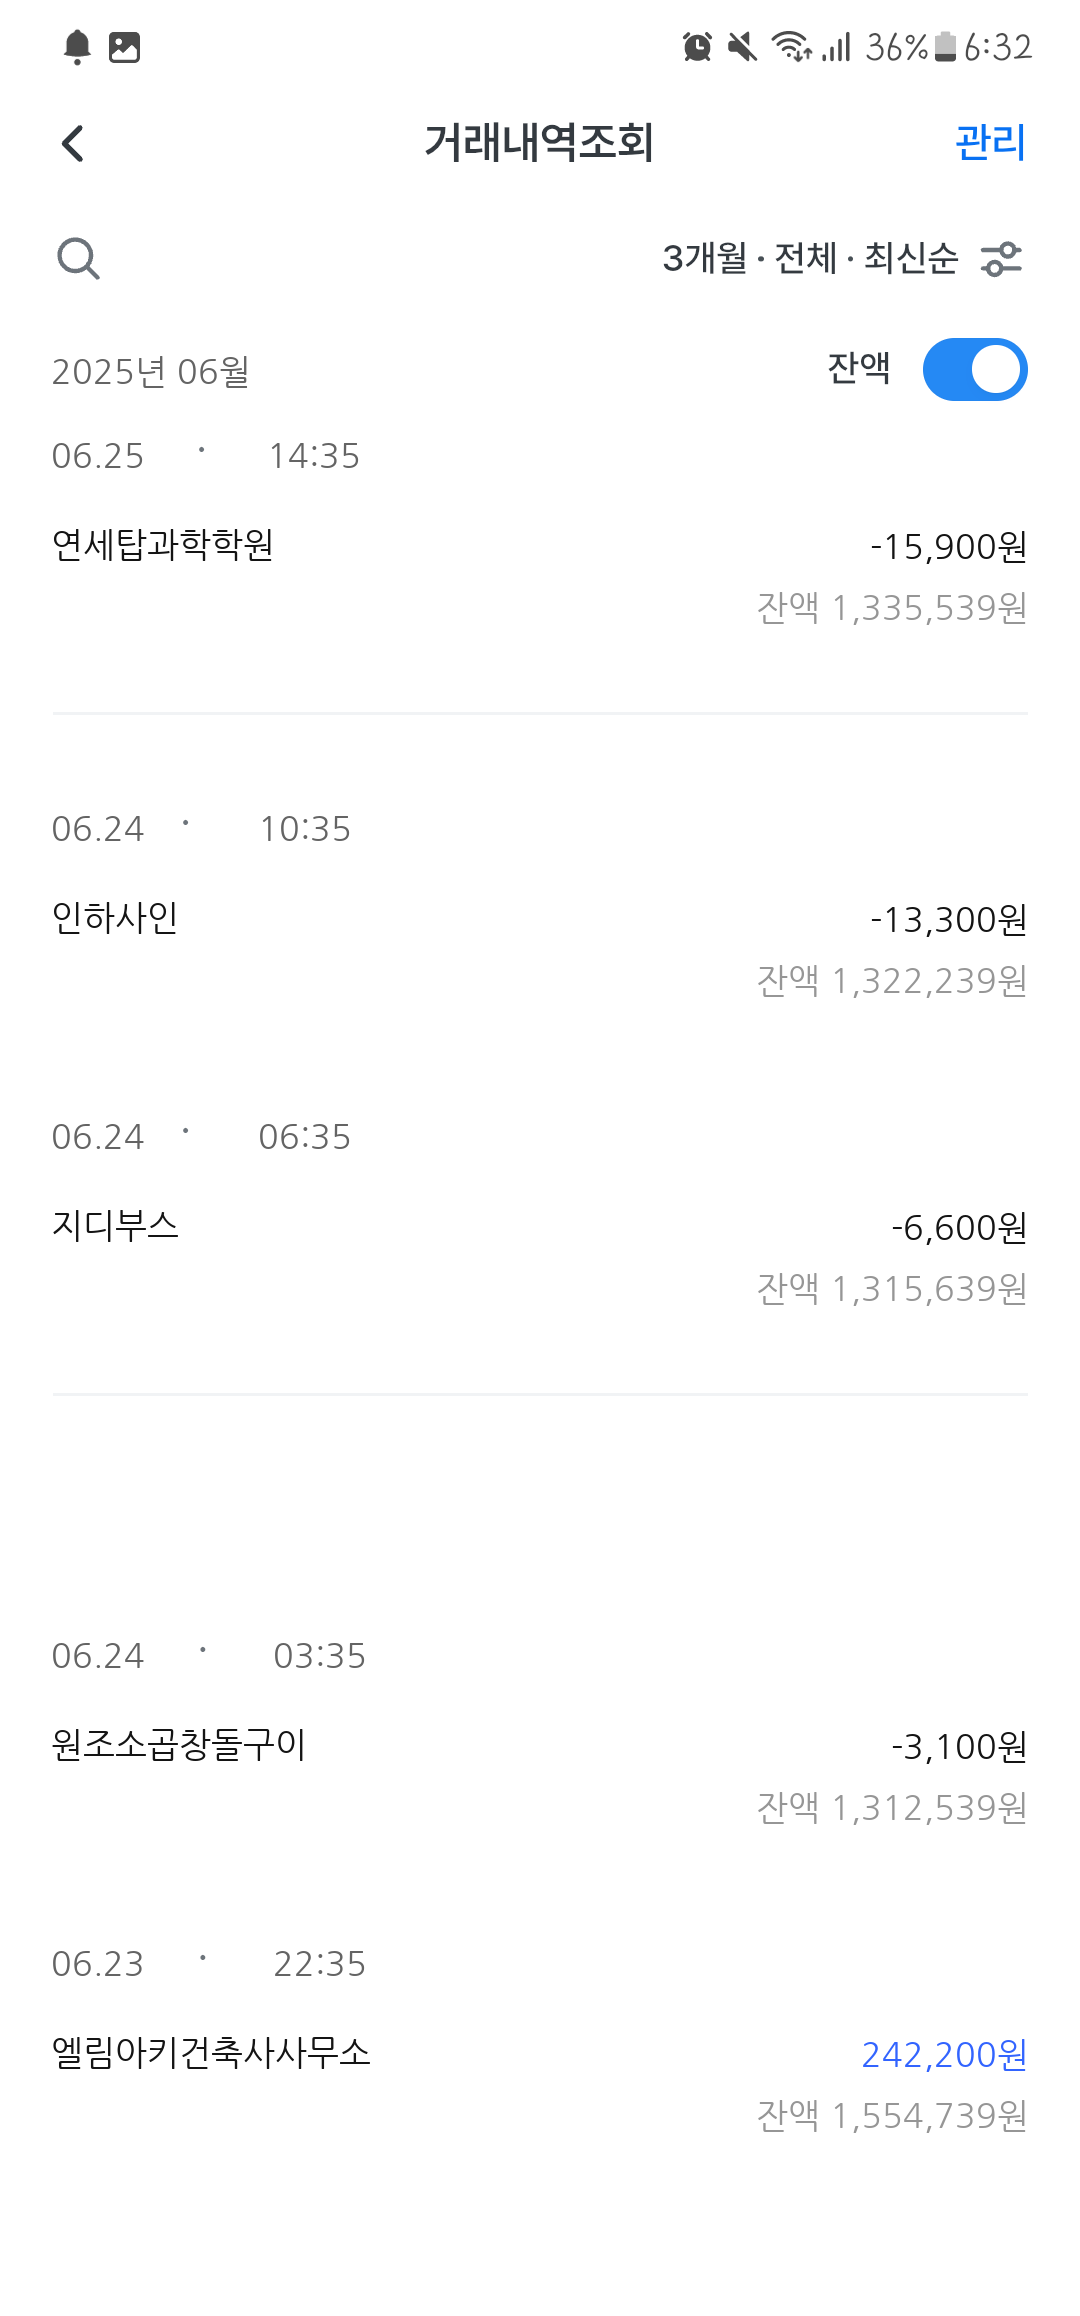 36% 6:32
거래내역조회 관리
3개월 · 전체 · 최신순
2025년 06월 잔액
06.25 · 14:35
연세탑과학학원 -15,900원
잔액 1,335,539원
06.24 · 10:35
인하사인 -13,300원
잔액 1,322,239원
06.24 · 06:35
지디부스 -6,600원
잔액 1,315,639원
06.24 · 03:35
원조소곱창돌구이 -3,100원
잔액 1,312,539원
06.23 · 22:35
엘림아키건축사사무소 242,200원
잔액 1,554,739원